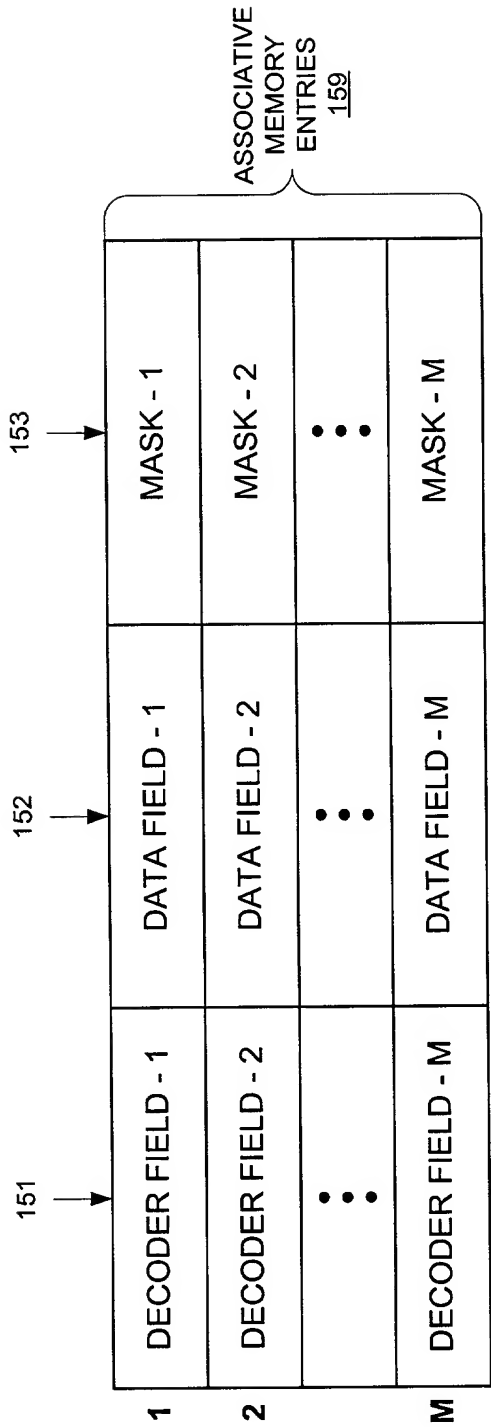 151
152
153
1
DECODER FIELD - 1
DATA FIELD - 1
MASK - 1
2
DECODER FIELD - 2
DATA FIELD - 2
MASK - 2
M
DECODER FIELD - M
DATA FIELD - M
MASK - M
ASSOCIATIVE
MEMORY
ENTRIES
159